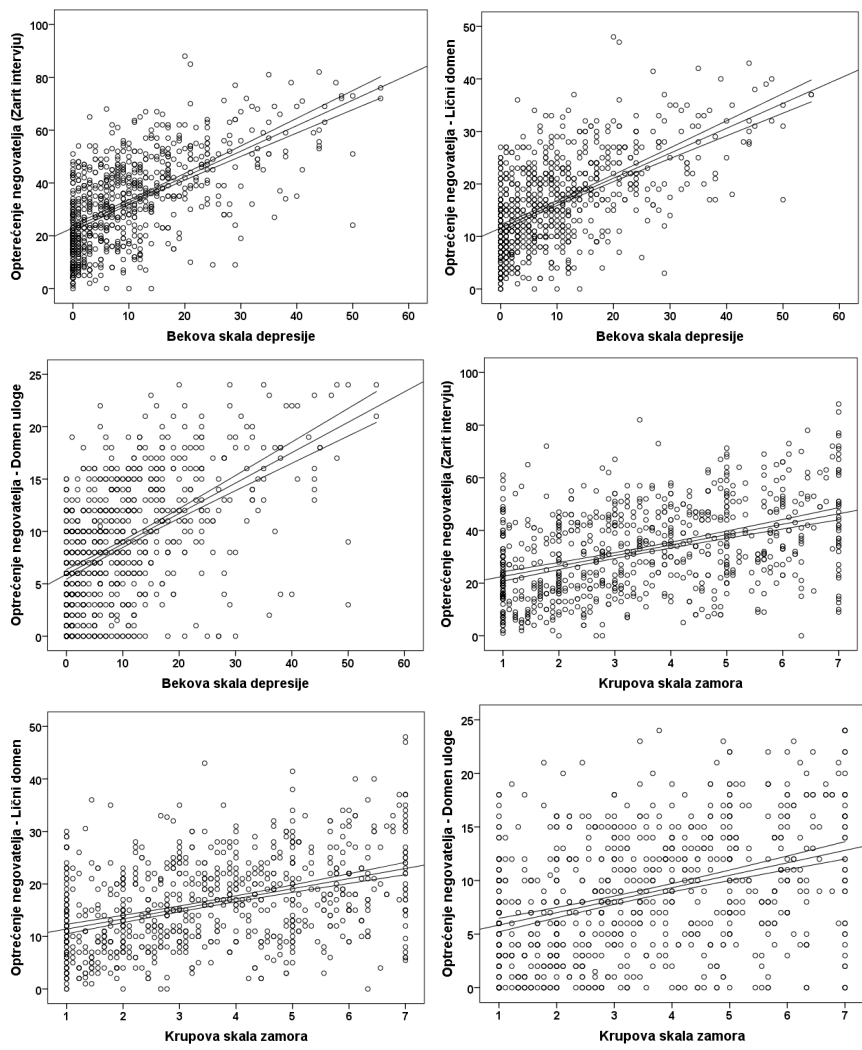 Opterećenje negovatelja (Zarit intervju)
100
80
60
40
20
0
0 10 20 30 40 50 60
Bekova skala depresije
Optrećenje negovatelja - Lični domen
50
40
30
20
10
0
0 10 20 30 40 50 60
Bekova skala depresije
Optrećenje negovatelja - Domen uloge
25
20
15
10
5
0
0 10 20 30 40 50 60
Bekova skala depresije
Opterećenje negovatelja (Zarit intervju)
100
80
60
40
20
0
1 2 3 4 5 6 7
Krupova skala zamora
Optrećenje negovatelja - Lični domen
50
40
30
20
10
0
1 2 3 4 5 6 7
Krupova skala zamora
Optrećenje negovatelja - Domen uloge
25
20
15
10
5
0
1 2 3 4 5 6 7
Krupova skala zamora